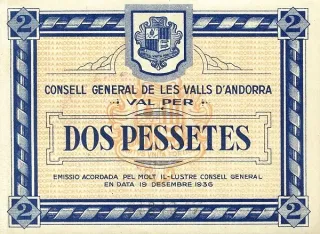 2 2
CONSELL GENERAL DE LES VALLS D'ANDORRA
VAL PER
DOS PESSETES
EMISSIO ACORDADA PEL MOLT IL-LUSTRE CONSELL GENERAL
EN DATA 19 DESEMBRE 1936
2 2